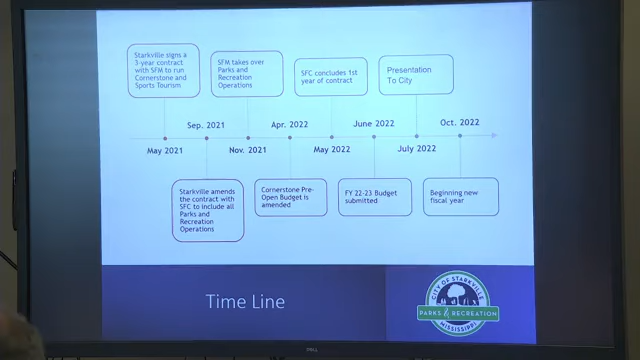 Starkville signs a
3-year contract
with SFM to run
Cornerstone and
Sports Tourism
SFM takes over
Parks and
Recreation
Operations
SFC concludes 1st
year of contract
Presentation
To City
Sep. 2021
Apr. 2022
June 2022
Oct. 2022
May 2021
Nov. 2021
May 2022
July 2022
Starkville amends
the contract with
SFC to include all
Parks and
Recreation
Operations
Cornerstone Pre-
Open Budget is
amended
FY 22-23 Budget
submitted
Beginning new
fiscal year
Time Line
CITY OF STARKVILLE
PARKS & RECREATION
MISSISSIPPI
DELL